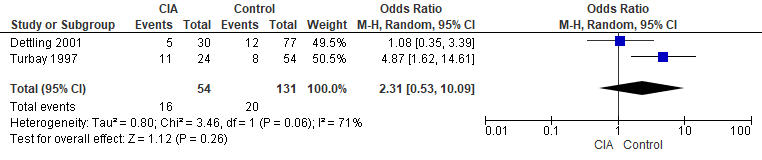 CIA Control Odds Ratio Odds Ratio
Study or Subgroup Events Total Events Total Weight M-H, Random, 95% CI M-H, Random, 95% CI
Dettling 2001 5 30 12 77 49.5% 1.08 [0.35, 3.39]
Turbay 1997 11 24 8 54 50.5% 4.87 [1.62, 14.61]
Total (95% CI) 54 131 100.0% 2.31 [0.53, 10.09]
Total events 16 20
Heterogeneity: Tau² = 0.80; Chi² = 3.46, df = 1 (P = 0.06); I² = 71%
Test for overall effect: Z = 1.12 (P = 0.26)
0.01 0.1 1 10 100
CIA Control